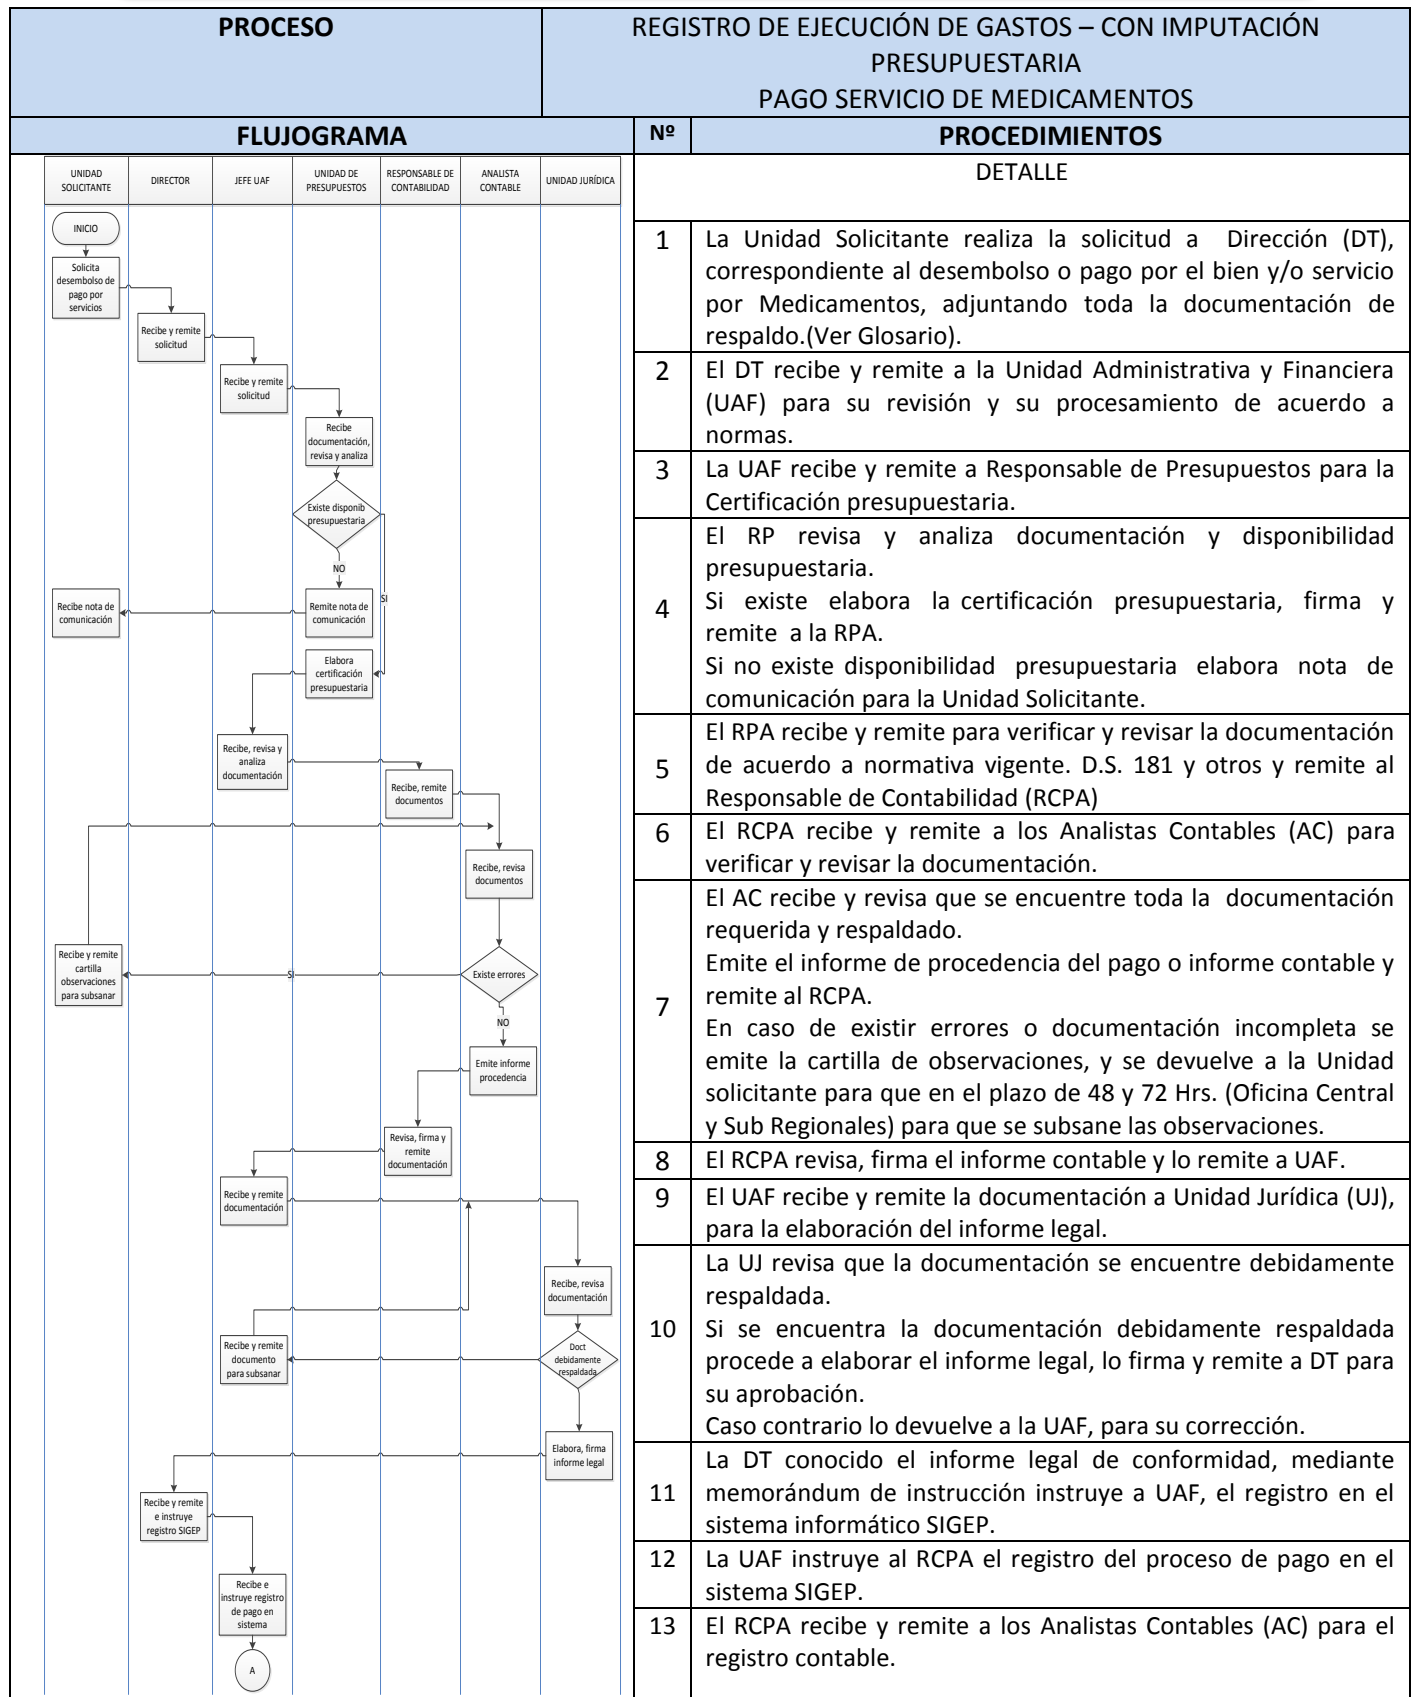 PROCESO
REGISTRO DE EJECUCIÓN DE GASTOS – CON IMPUTACIÓN
PRESUPUESTARIA
PAGO SERVICIO DE MEDICAMENTOS
FLUJOGRAMA
Nº
PROCEDIMIENTOS
UNIDAD
SOLICITANTE
DIRECTOR
JEFE UAF
UNIDAD DE
PRESUPUESTOS
RESPONSABLE DE
CONTABILIDAD
ANALISTA
CONTABLE
UNIDAD JURÍDICA
INICIO
Solicita
desembolso de
pago por
servicios
Recibe y remite
solicitud
Recibe y remite
solicitud
Recibe
documentación,
revisa y analiza
Existe disponib
presupuestaria
NO
SI
Recibe nota de
comunicación
Remite nota de
comunicación
Elabora
certificación
presupuestaria
Recibe, revisa y
analiza
documentación
Recibe, remite
documentos
Recibe, revisa
documentos
Recibe y remite
cartilla
observaciones
para subsanar
SI
Existe errores
NO
Emite informe
procedencia
Revisa, firma y
remite
documentación
Recibe y remite
documentación
Recibe, revisa
documentación
Recibe y remite
documento
para subsanar
Doct
debidamente
respaldada
Elabora, firma
informe legal
Recibe y remite
e instruye
registro SIGEP
Recibe e
instruye registro
de pago en
sistema
A
DETALLE
1
La Unidad Solicitante realiza la solicitud a Dirección (DT),
correspondiente al desembolso o pago por el bien y/o servicio
por Medicamentos, adjuntando toda la documentación de
respaldo.(Ver Glosario).
2
El DT recibe y remite a la Unidad Administrativa y Financiera
(UAF) para su revisión y su procesamiento de acuerdo a
normas.
3
La UAF recibe y remite a Responsable de Presupuestos para la
Certificación presupuestaria.
4
El RP revisa y analiza documentación y disponibilidad
presupuestaria.
Si existe elabora la certificación presupuestaria, firma y
remite a la RPA.
Si no existe disponibilidad presupuestaria elabora nota de
comunicación para la Unidad Solicitante.
5
El RPA recibe y remite para verificar y revisar la documentación
de acuerdo a normativa vigente. D.S. 181 y otros y remite al
Responsable de Contabilidad (RCPA)
6
El RCPA recibe y remite a los Analistas Contables (AC) para
verificar y revisar la documentación.
7
El AC recibe y revisa que se encuentre toda la documentación
requerida y respaldado.
Emite el informe de procedencia del pago o informe contable y
remite al RCPA.
En caso de existir errores o documentación incompleta se
emite la cartilla de observaciones, y se devuelve a la Unidad
solicitante para que en el plazo de 48 y 72 Hrs. (Oficina Central
y Sub Regionales) para que se subsane las observaciones.
8
El RCPA revisa, firma el informe contable y lo remite a UAF.
9
El UAF recibe y remite la documentación a Unidad Jurídica (UJ),
para la elaboración del informe legal.
10
La UJ revisa que la documentación se encuentre debidamente
respaldada.
Si se encuentra la documentación debidamente respaldada
procede a elaborar el informe legal, lo firma y remite a DT para
su aprobación.
Caso contrario lo devuelve a la UAF, para su corrección.
11
La DT conocido el informe legal de conformidad, mediante
memorándum de instrucción instruye a UAF, el registro en el
sistema informático SIGEP.
12
La UAF instruye al RCPA el registro del proceso de pago en el
sistema SIGEP.
13
El RCPA recibe y remite a los Analistas Contables (AC) para el
registro contable.